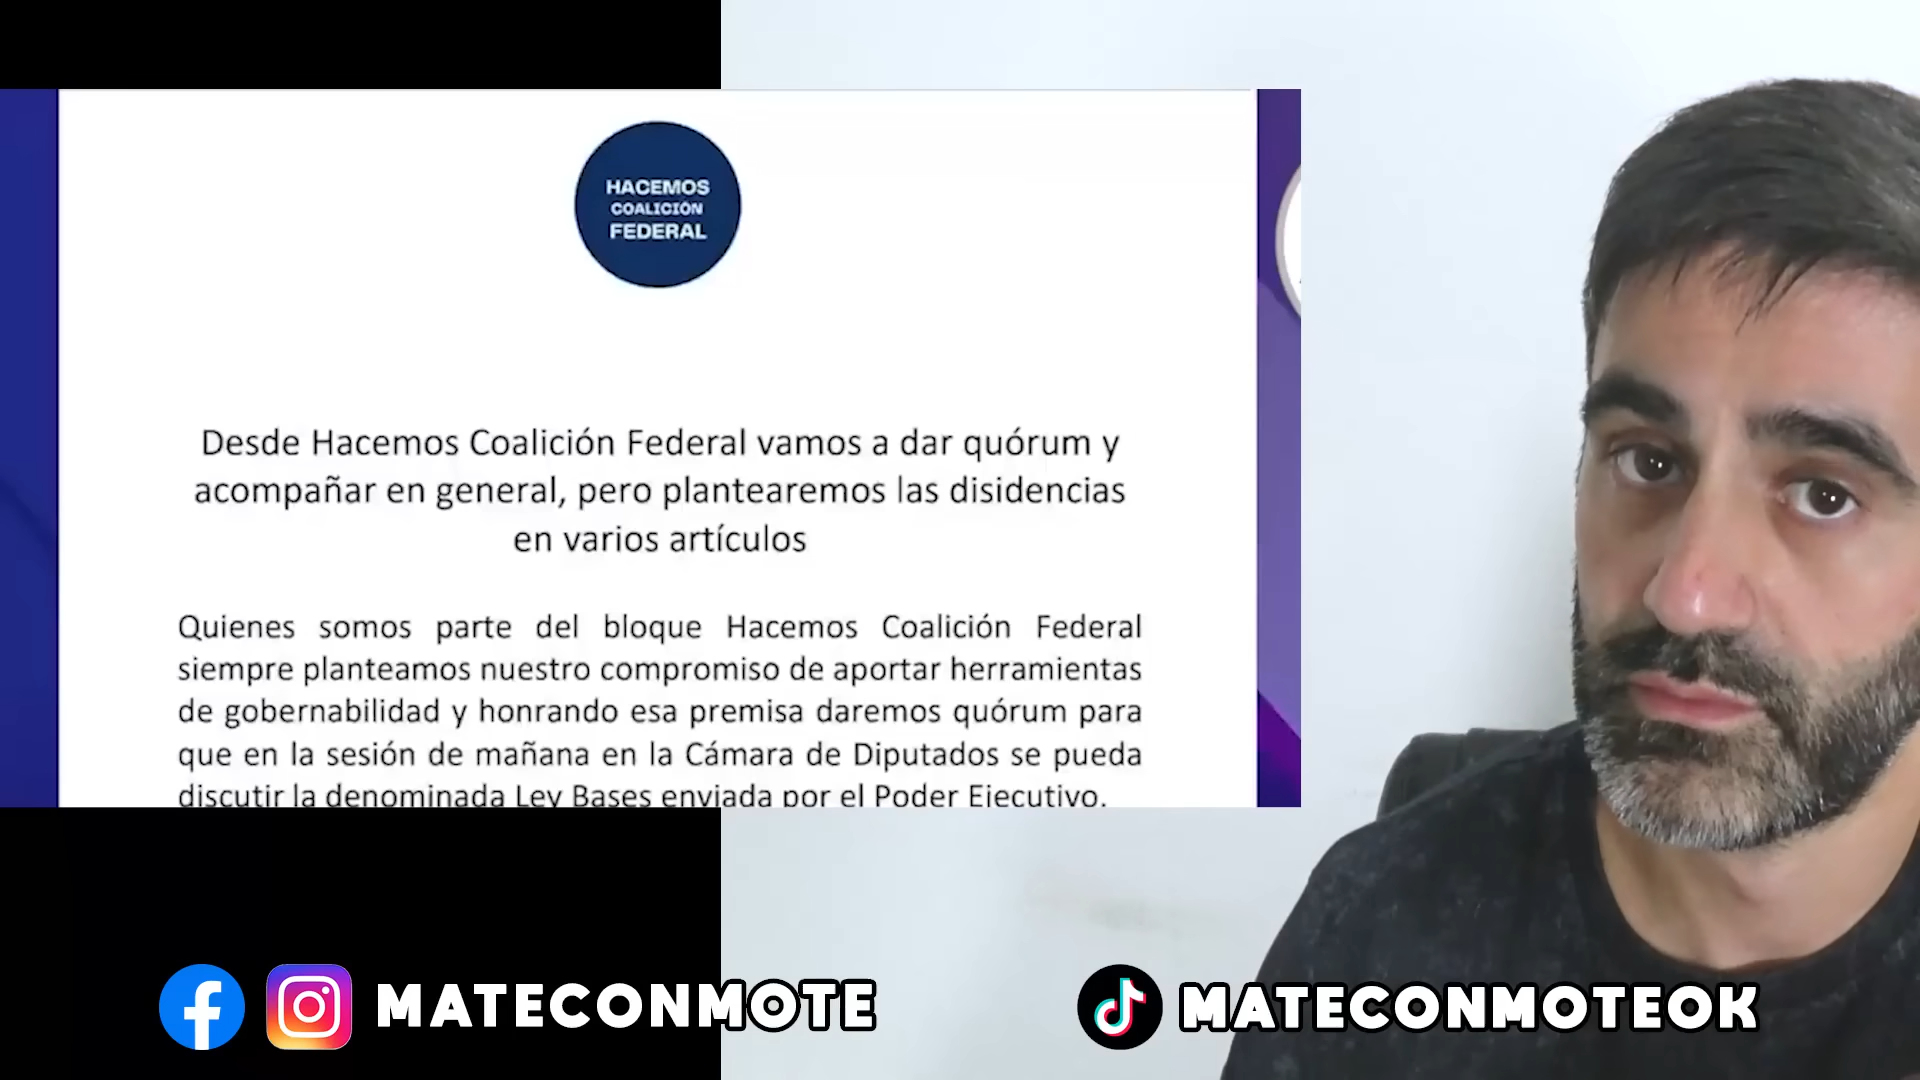 HACEMOS
COALICIÓN
FEDERAL
Desde Hacemos Coalición Federal vamos a dar quórum y
acompañar en general, pero plantearemos las disidencias
en varios artículos
Quienes somos parte del bloque Hacemos Coalición Federal
siempre planteamos nuestro compromiso de aportar herramientas
de gobernabilidad y honrando esa premisa daremos quórum para
que en la sesión de mañana en la Cámara de Diputados se pueda
discutir la denominada Ley Bases enviada por el Poder Ejecutivo.
MATECONMOTE
MATECONMOTEOK